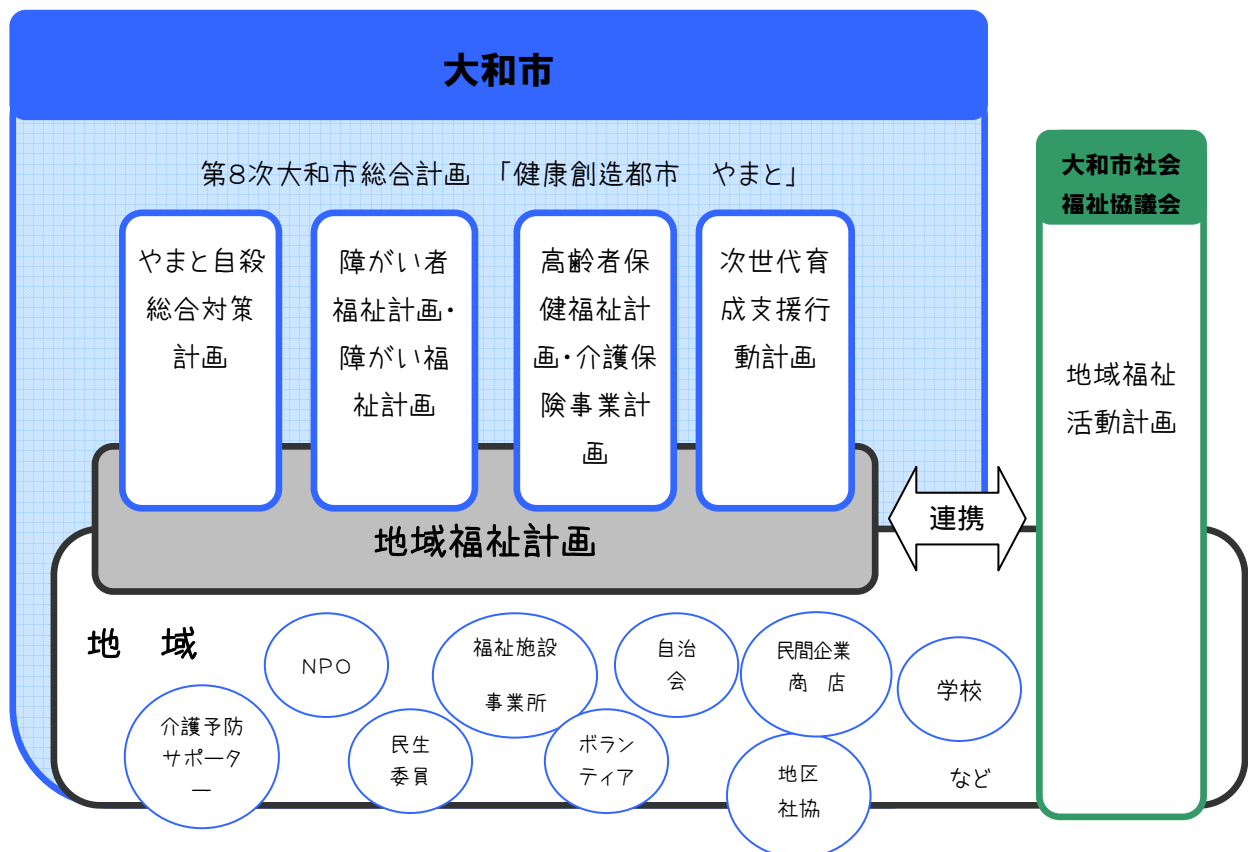 大和市
第8次大和市総合計画 「健康創造都市 やまと」
やまと自殺
総合対策
計画
障がい者
福祉計画・
障がい福
祉計画
高齢者保
健福祉計
画・介護保
険事業計
画
次世代育
成支援行
動計画
大和市社会
福祉協議会
地域福祉
活動計画
地域福祉計画
連携
地 域
NPO
福祉施設
事業所
自治
会
民間企業
商 店
学校
介護予防
サポータ
ー
民生
委員
ボラン
ティア
地区
社協
など